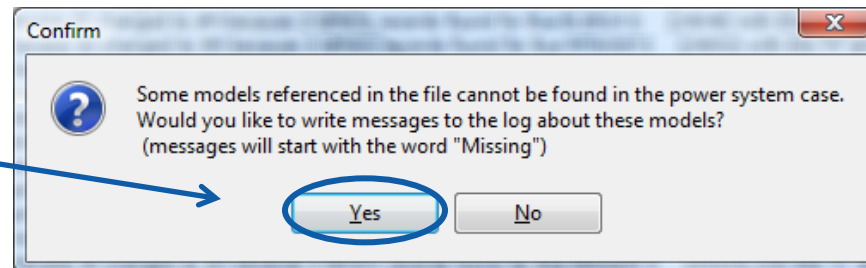 Confirm
Some models referenced in the file cannot be found in the power system case.
Would you like to write messages to the log about these models?
(messages will start with the word "Missing")
Yes
No